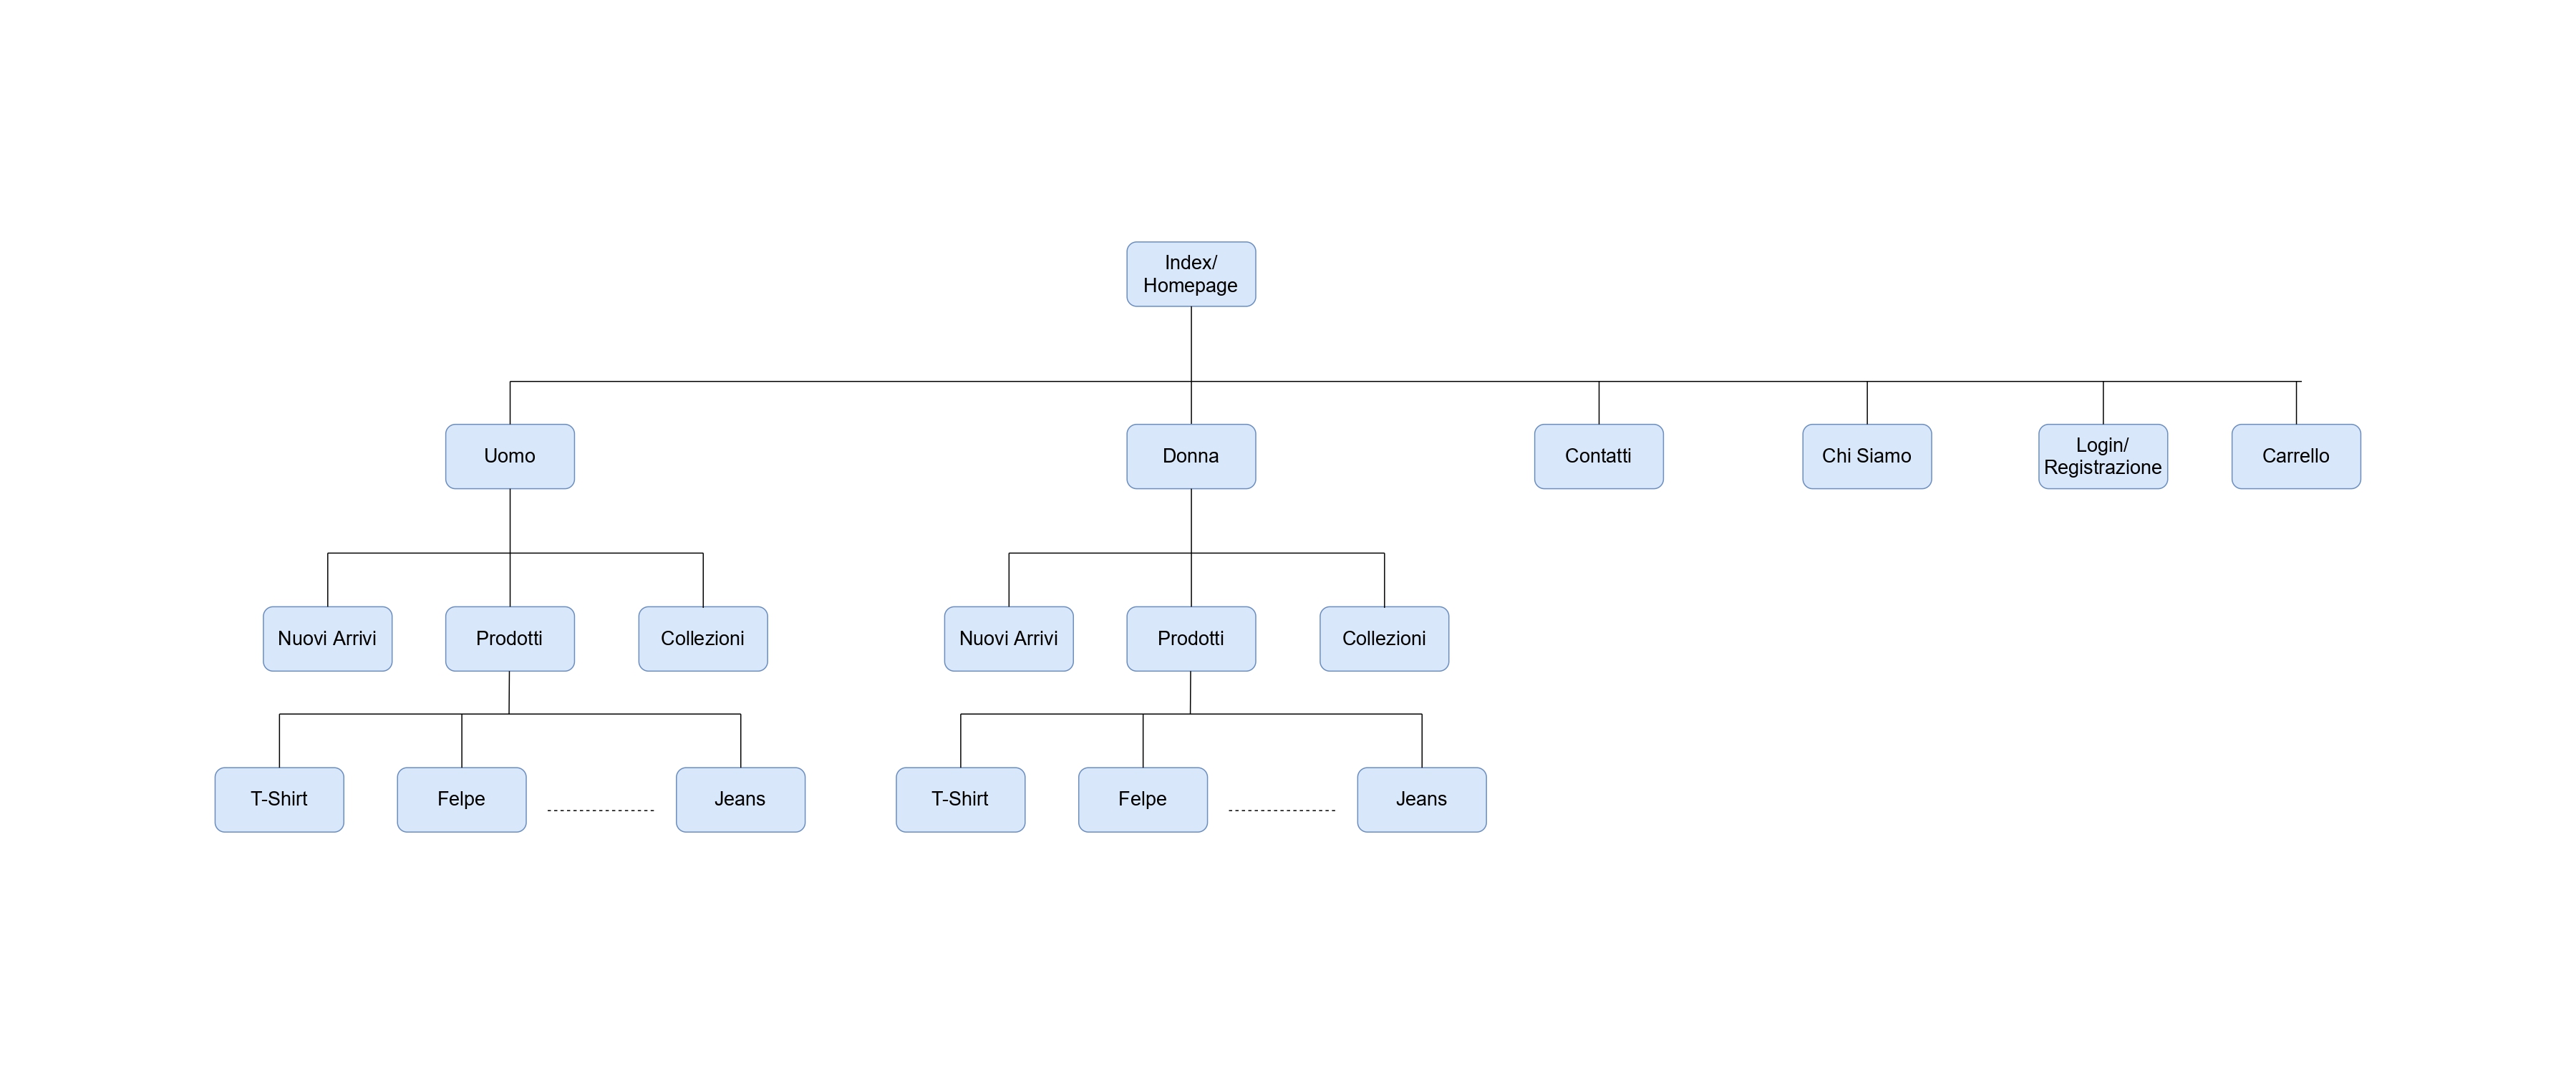 Index/
Homepage
Uomo
Donna
Contatti
Chi Siamo
Login/
Registrazione
Carrello
Nuovi Arrivi
Prodotti
Collezioni
Nuovi Arrivi
Prodotti
Collezioni
T-Shirt
Felpe
Jeans
T-Shirt
Felpe
Jeans